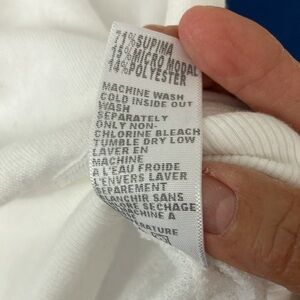 71%SUPIMA
15%MICRO MODAL
14%POLYESTER
MACHINE WASH
COLD INSIDE OUT
WASH
SEPARATELY
ONLY NON-
CHLORINE BLEACH
TUMBLE DRY LOW
LAVER EN
MACHINE
A L'EAU FROIDE
L'ENVERS LAVER
SEPAREMENT
BLANCHIR SANS
SECHAGE
MACHINE A
NATURE